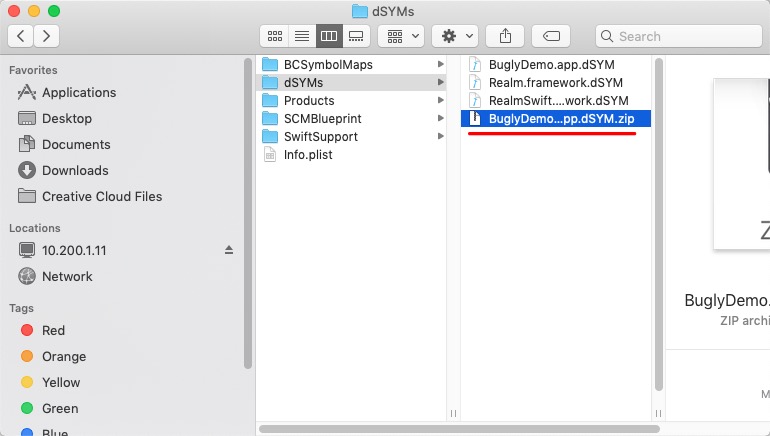 dSYMs
Search
Favorites
Applications
Desktop
Documents
Downloads
Creative Cloud Files
Locations
10.200.1.11
Network
Tags
Red
Orange
Yellow
Green
Blue
BCSymbolMaps
dSYMs
Products
SCMBlueprint
SwiftSupport
Info.plist
BuglyDemo.app.dSYM
Realm.framework.dSYM
RealmSwift....work.dSYM
BuglyDemo...pp.dSYM.zip
Z
BuglyDemo.
ZIP archi
M